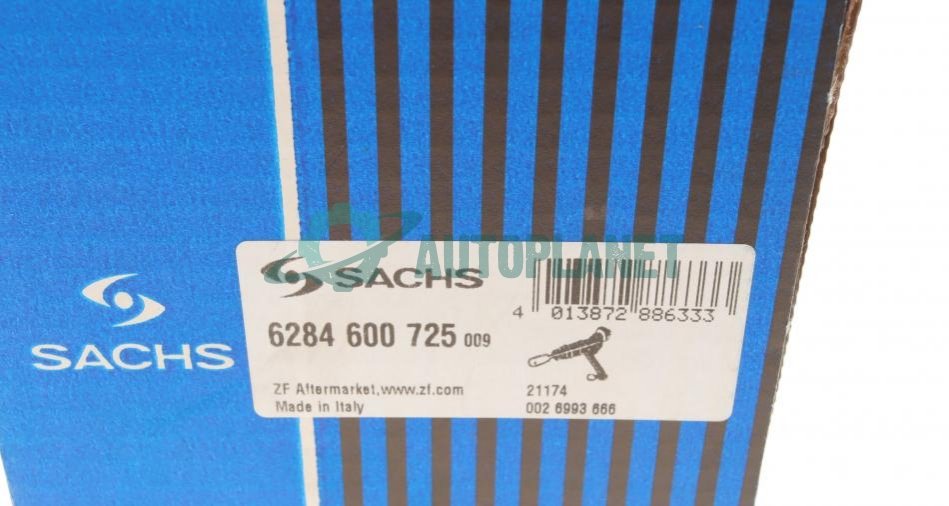 AUTOPLANET
SACHS
SACHS
6284 600 725 009
4 013872 886333
ZF Aftermarket,www.zf.com
Made in Italy
21174
002 6993 666